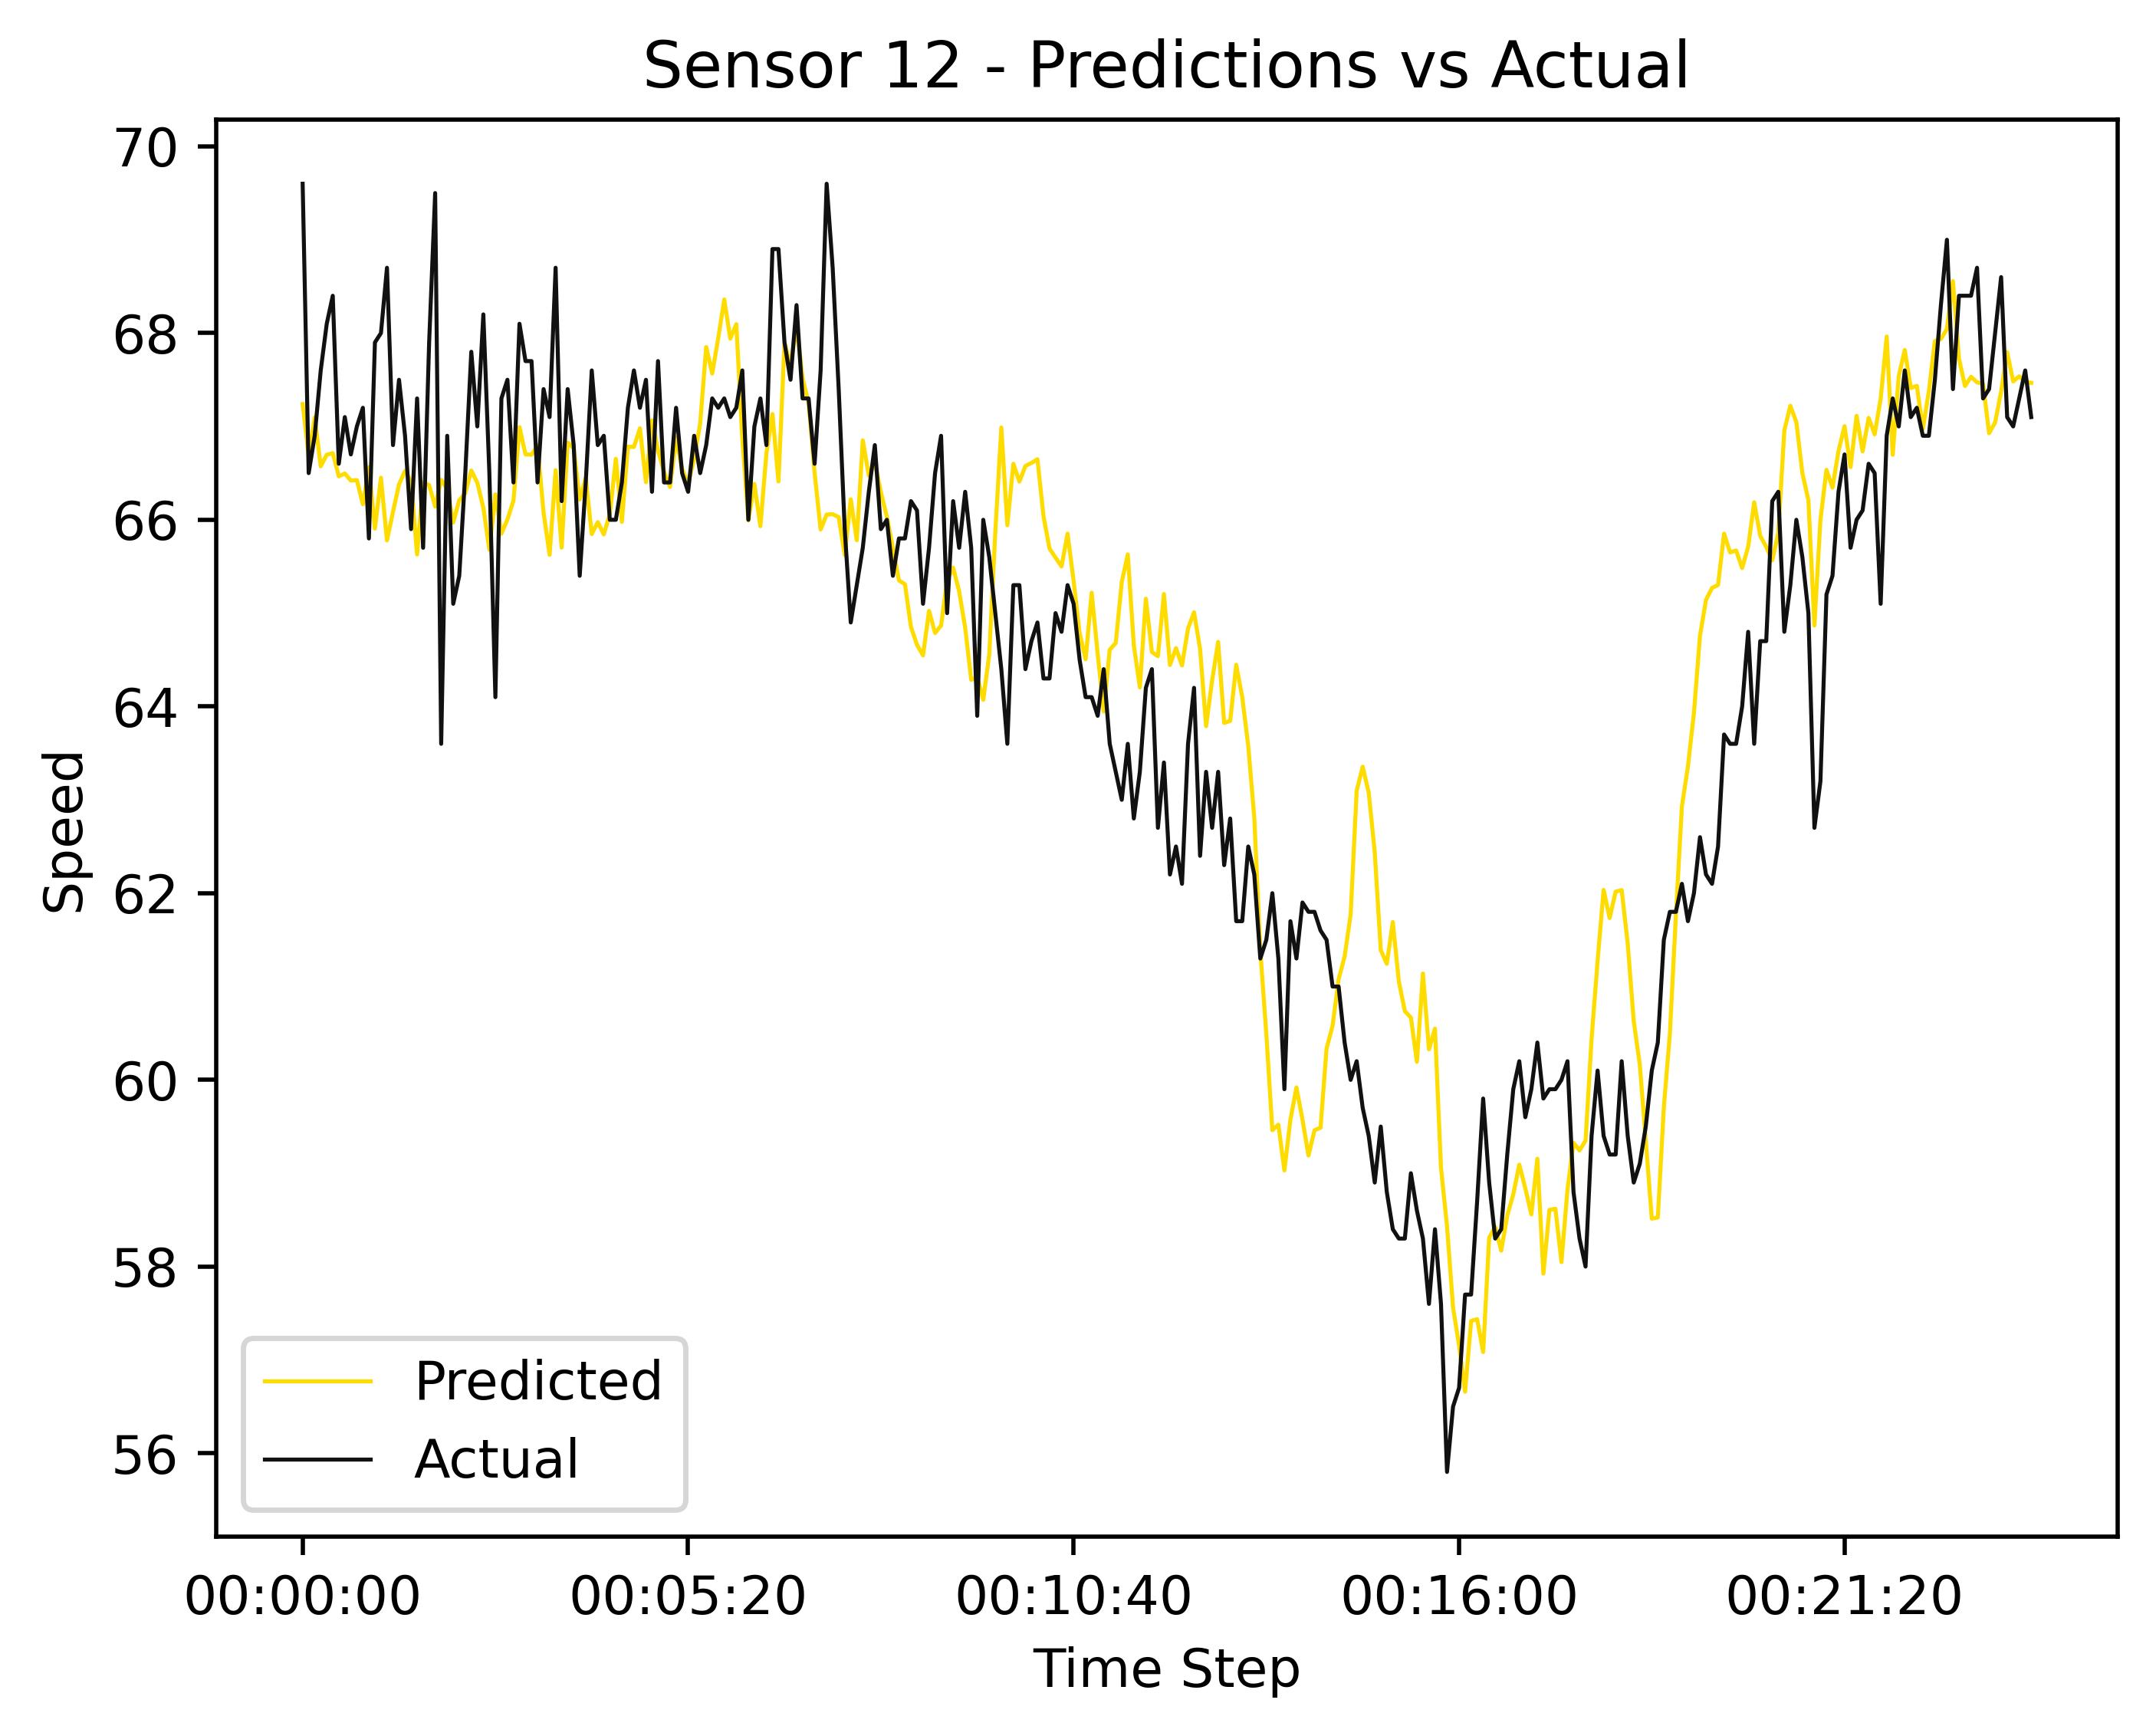 Sensor 12 - Predictions vs Actual
70
68
66
64
62
60
58
56
Speed
Predicted
Actual
00:00:00 00:05:20 00:10:40 00:16:00 00:21:20
Time Step